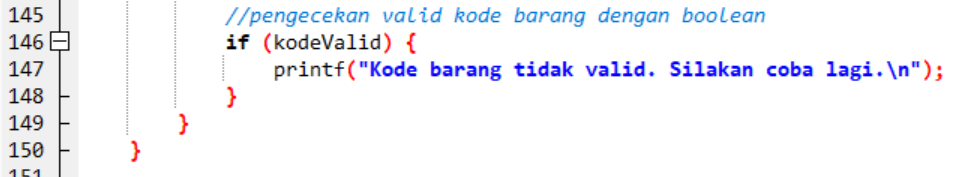 145 //pengecekan valid kode barang dengan boolean
146 if (kodeValid) {
147 printf("Kode barang tidak valid. Silakan coba lagi.\n");
148 }
149 }
150 }
151